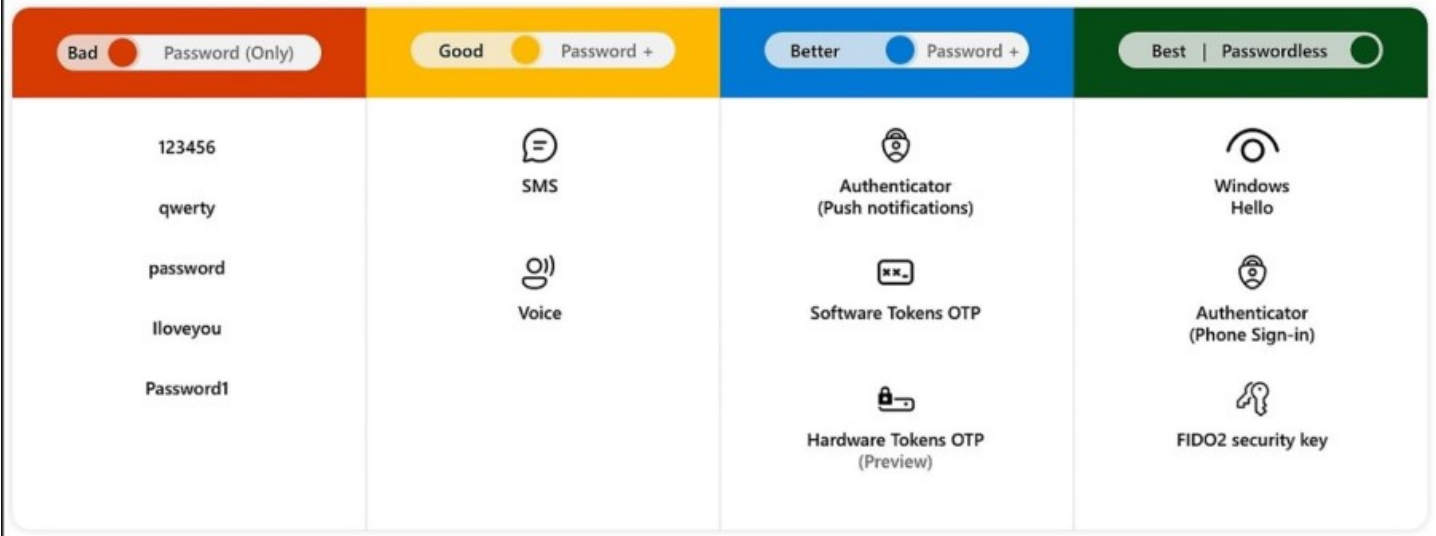 Bad Password (Only)
123456
qwerty
password
Iloveyou
Password1
Good Password +
SMS
Voice
Better Password +
Authenticator
(Push notifications)
Software Tokens OTP
Hardware Tokens OTP
(Preview)
Best | Passwordless
Windows
Hello
Authenticator
(Phone Sign-in)
FIDO2 security key